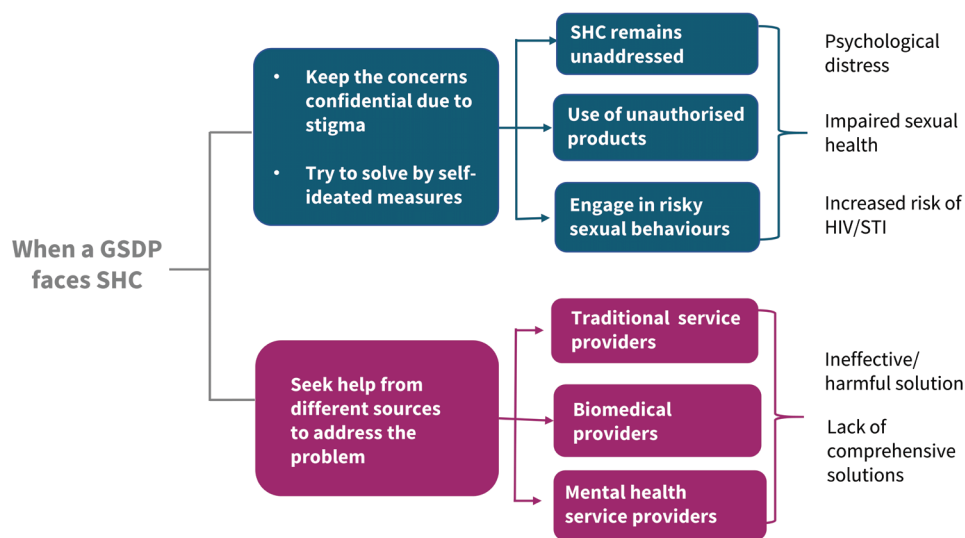 When a GSDP
faces SHC
• Keep the concerns
confidential due to
stigma
• Try to solve by self-
ideated measures
SHC remains
unaddressed
Use of unauthorised
products
Engage in risky
sexual behaviours
Psychological
distress
Impaired sexual
health
Increased risk of
HIV/STI
Seek help from
different sources
to address the
problem
Traditional service
providers
Biomedical
providers
Mental health
service providers
Ineffective/
harmful solution
Lack of
comprehensive
solutions